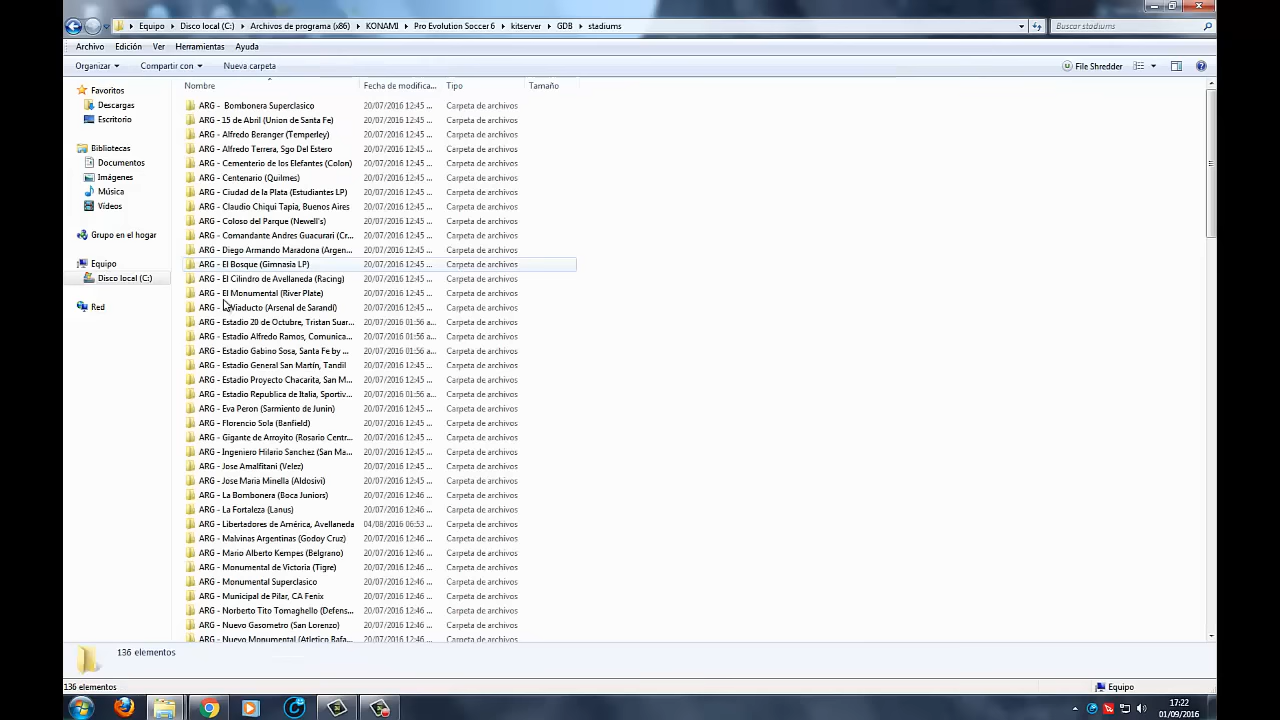 Equipo Disco local (C:) Archivos de programa (x86) KONAMI Pro Evolution Soccer 6 kitserver GDB stadiums Buscar stadiums
Archivo Edición Ver Herramientas Ayuda
Organizar Compartir con Nueva carpeta File Shredder
Favoritos
Descargas
Escritorio
Bibliotecas
Documentos
Imágenes
Música
Vídeos
Grupo en el hogar
Equipo
Disco local (C:)
Red
Nombre Fecha de modifica... Tipo Tamaño
ARG - Bombonera Superclasico 20/07/2016 12:45 ... Carpeta de archivos
ARG - 15 de Abril (Union de Santa Fe) 20/07/2016 12:45 ... Carpeta de archivos
ARG - Alfredo Beranger (Temperley) 20/07/2016 12:45 ... Carpeta de archivos
ARG - Alfredo Terrera, Sgo Del Estero 20/07/2016 12:45 ... Carpeta de archivos
ARG - Cementerio de los Elefantes (Colon) 20/07/2016 12:45 ... Carpeta de archivos
ARG - Centenario (Quilmes) 20/07/2016 12:45 ... Carpeta de archivos
ARG - Ciudad de la Plata (Estudiantes LP) 20/07/2016 12:45 ... Carpeta de archivos
ARG - Claudio Chiqui Tapia, Buenos Aires 20/07/2016 12:45 ... Carpeta de archivos
ARG - Coloso del Parque (Newell's) 20/07/2016 12:45 ... Carpeta de archivos
ARG - Comandante Andres Guacurari (Cr... 20/07/2016 12:45 ... Carpeta de archivos
ARG - Diego Armando Maradona (Argen... 20/07/2016 12:45 ... Carpeta de archivos
ARG - El Bosque (Gimnasia LP) 20/07/2016 12:45 ... Carpeta de archivos
ARG - El Cilindro de Avellaneda (Racing) 20/07/2016 12:45 ... Carpeta de archivos
ARG - El Monumental (River Plate) 20/07/2016 12:45 ... Carpeta de archivos
ARG - Viaducto (Arsenal de Sarandi) 20/07/2016 12:45 ... Carpeta de archivos
ARG - Estadio 20 de Octubre, Tristan Suar... 20/07/2016 01:56 a... Carpeta de archivos
ARG - Estadio Alfredo Ramos, Comunica... 20/07/2016 01:56 a... Carpeta de archivos
ARG - Estadio Gabino Sosa, Santa Fe by ... 20/07/2016 01:56 a... Carpeta de archivos
ARG - Estadio General San Martín, Tandil 20/07/2016 12:45 ... Carpeta de archivos
ARG - Estadio Proyecto Chacarita, San M... 20/07/2016 12:45 ... Carpeta de archivos
ARG - Estadio Republica de Italia, Sportiv... 20/07/2016 01:56 a... Carpeta de archivos
ARG - Eva Peron (Sarmiento de Junin) 20/07/2016 12:45 ... Carpeta de archivos
ARG - Florencio Sola (Banfield) 20/07/2016 12:45 ... Carpeta de archivos
ARG - Gigante de Arroyito (Rosario Centr... 20/07/2016 12:45 ... Carpeta de archivos
ARG - Ingeniero Hilario Sanchez (San Ma... 20/07/2016 12:45 ... Carpeta de archivos
ARG - Jose Amalfitani (Velez) 20/07/2016 12:45 ... Carpeta de archivos
ARG - Jose Maria Minella (Aldosivi) 20/07/2016 12:45 ... Carpeta de archivos
ARG - La Bombonera (Boca Juniors) 20/07/2016 12:46 ... Carpeta de archivos
ARG - La Fortaleza (Lanus) 20/07/2016 12:46 ... Carpeta de archivos
ARG - Libertadores de América, Avellaneda 04/08/2016 06:53 ... Carpeta de archivos
ARG - Malvinas Argentinas (Godoy Cruz) 20/07/2016 12:46 ... Carpeta de archivos
ARG - Mario Alberto Kempes (Belgrano) 20/07/2016 12:46 ... Carpeta de archivos
ARG - Monumental de Victoria (Tigre) 20/07/2016 12:46 ... Carpeta de archivos
ARG - Monumental Superclasico 20/07/2016 12:46 ... Carpeta de archivos
ARG - Municipal de Pilar, CA Fenix 20/07/2016 12:46 ... Carpeta de archivos
ARG - Norberto Tito Tomaghello (Defens... 20/07/2016 12:46 ... Carpeta de archivos
ARG - Nuevo Gasometro (San Lorenzo) 20/07/2016 12:46 ... Carpeta de archivos
ARG - Nuevo Monumental (Atletico Rafa... 20/07/2016 12:46 ... Carpeta de archivos
136 elementos
136 elementos Equipo
17:22
01/09/2016